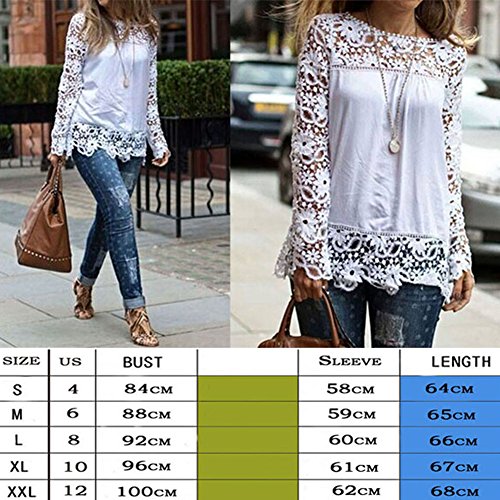 SIZE US BUST SLEEVE LENGTH
S 4 84CM 58CM 64CM
M 6 88CM 59CM 65CM
L 8 92CM 60CM 66CM
XL 10 96CM 61CM 67CM
XXL 12 100CM 62CM 68CM